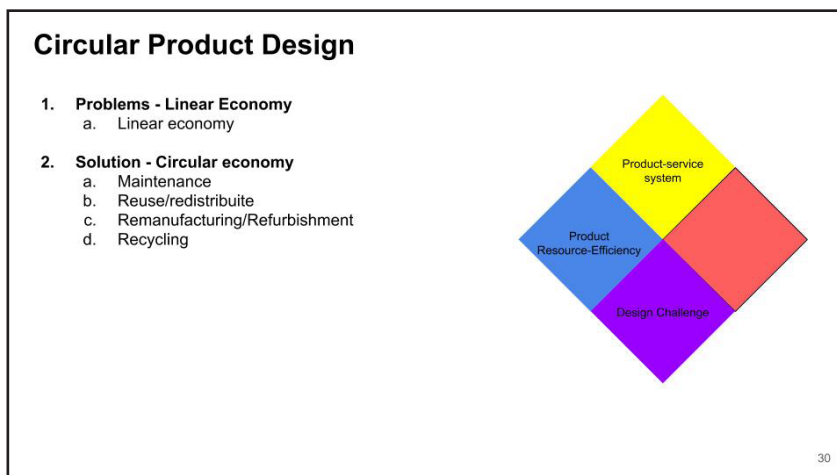 Circular Product Design
1. Problems - Linear Economy
a. Linear economy
2. Solution - Circular economy
a. Maintenance
b. Reuse/redistribuite
c. Remanufacturing/Refurbishment
d. Recycling
Product-service
system
Product
Resource-Efficiency
Design Challenge
30